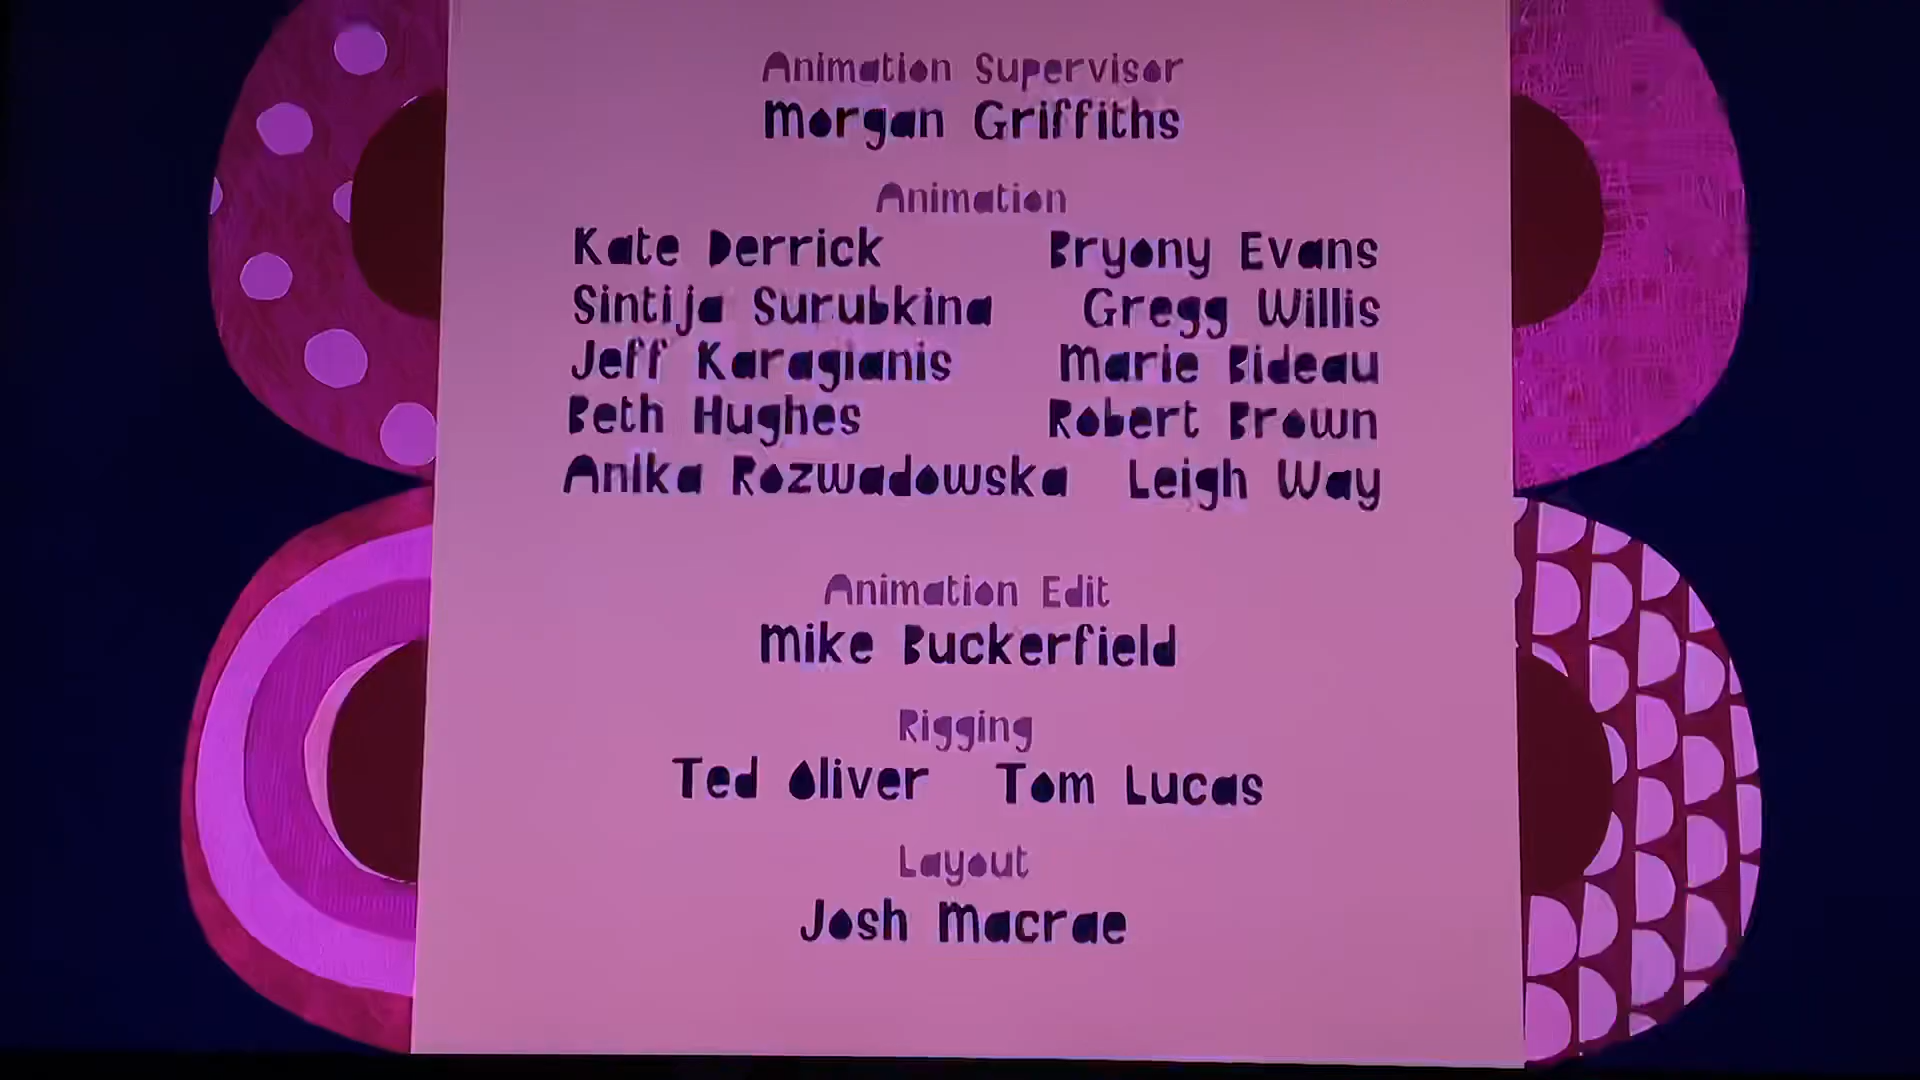 Animation Supervisor
Morgan Griffiths
Animation
Kate Derrick Bryony Evans
Sintija Surubkina Gregg Willis
Jeff Karagianis Marie Bideau
Beth Hughes Robert Brown
Anika Rozwadowska Leigh Way
Animation Edit
Mike Buckerfield
Rigging
Ted Oliver Tom Lucas
Layout
Josh Macrae